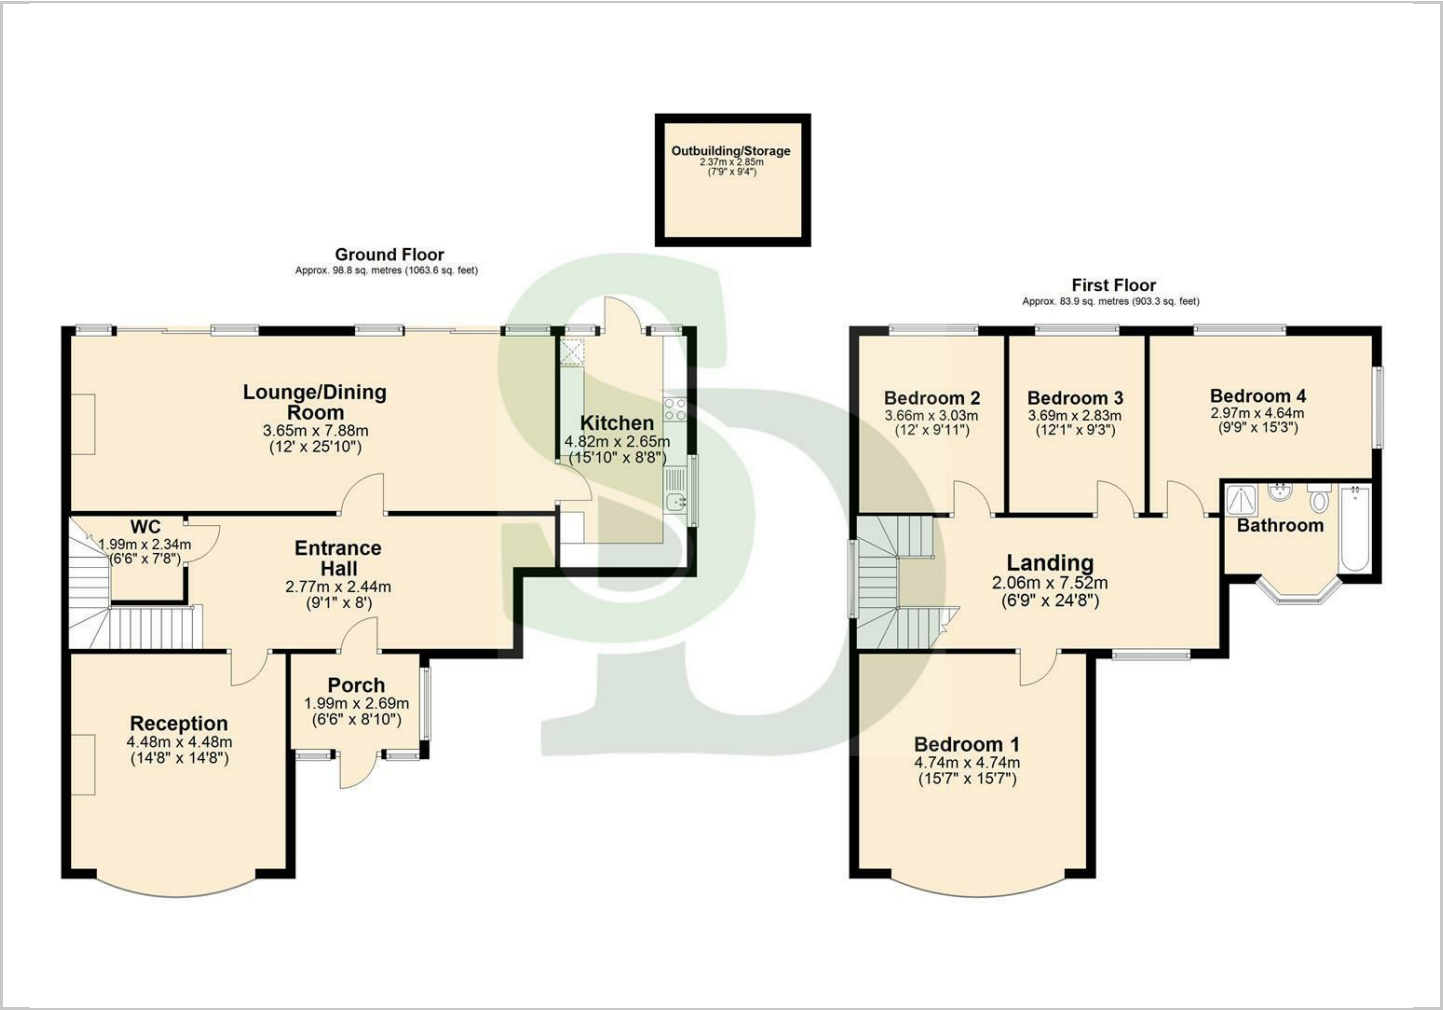 Outbuilding/Storage
2.37m x 2.85m
(7'9" x 9'4")
Ground Floor
Approx. 98.8 sq. metres (1063.6 sq. feet)
Lounge/Dining
Room
3.65m x 7.88m
(12' x 25'10")
Kitchen
4.82m x 2.65m
(15'10" x 8'8")
WC
1.99m x 2.34m
(6'6" x 7'8")
Entrance
Hall
2.77m x 2.44m
(9'1" x 8')
Porch
1.99m x 2.69m
(6'6" x 8'10")
Reception
4.48m x 4.48m
(14'8" x 14'8")
First Floor
Approx. 83.9 sq. metres (903.3 sq. feet)
Bedroom 2
3.66m x 3.03m
(12' x 9'11")
Bedroom 3
3.69m x 2.83m
(12'1" x 9'3")
Bedroom 4
2.97m x 4.64m
(9'9" x 15'3")
Bathroom
Landing
2.06m x 7.52m
(6'9" x 24'8")
Bedroom 1
4.74m x 4.74m
(15'7" x 15'7")
SD